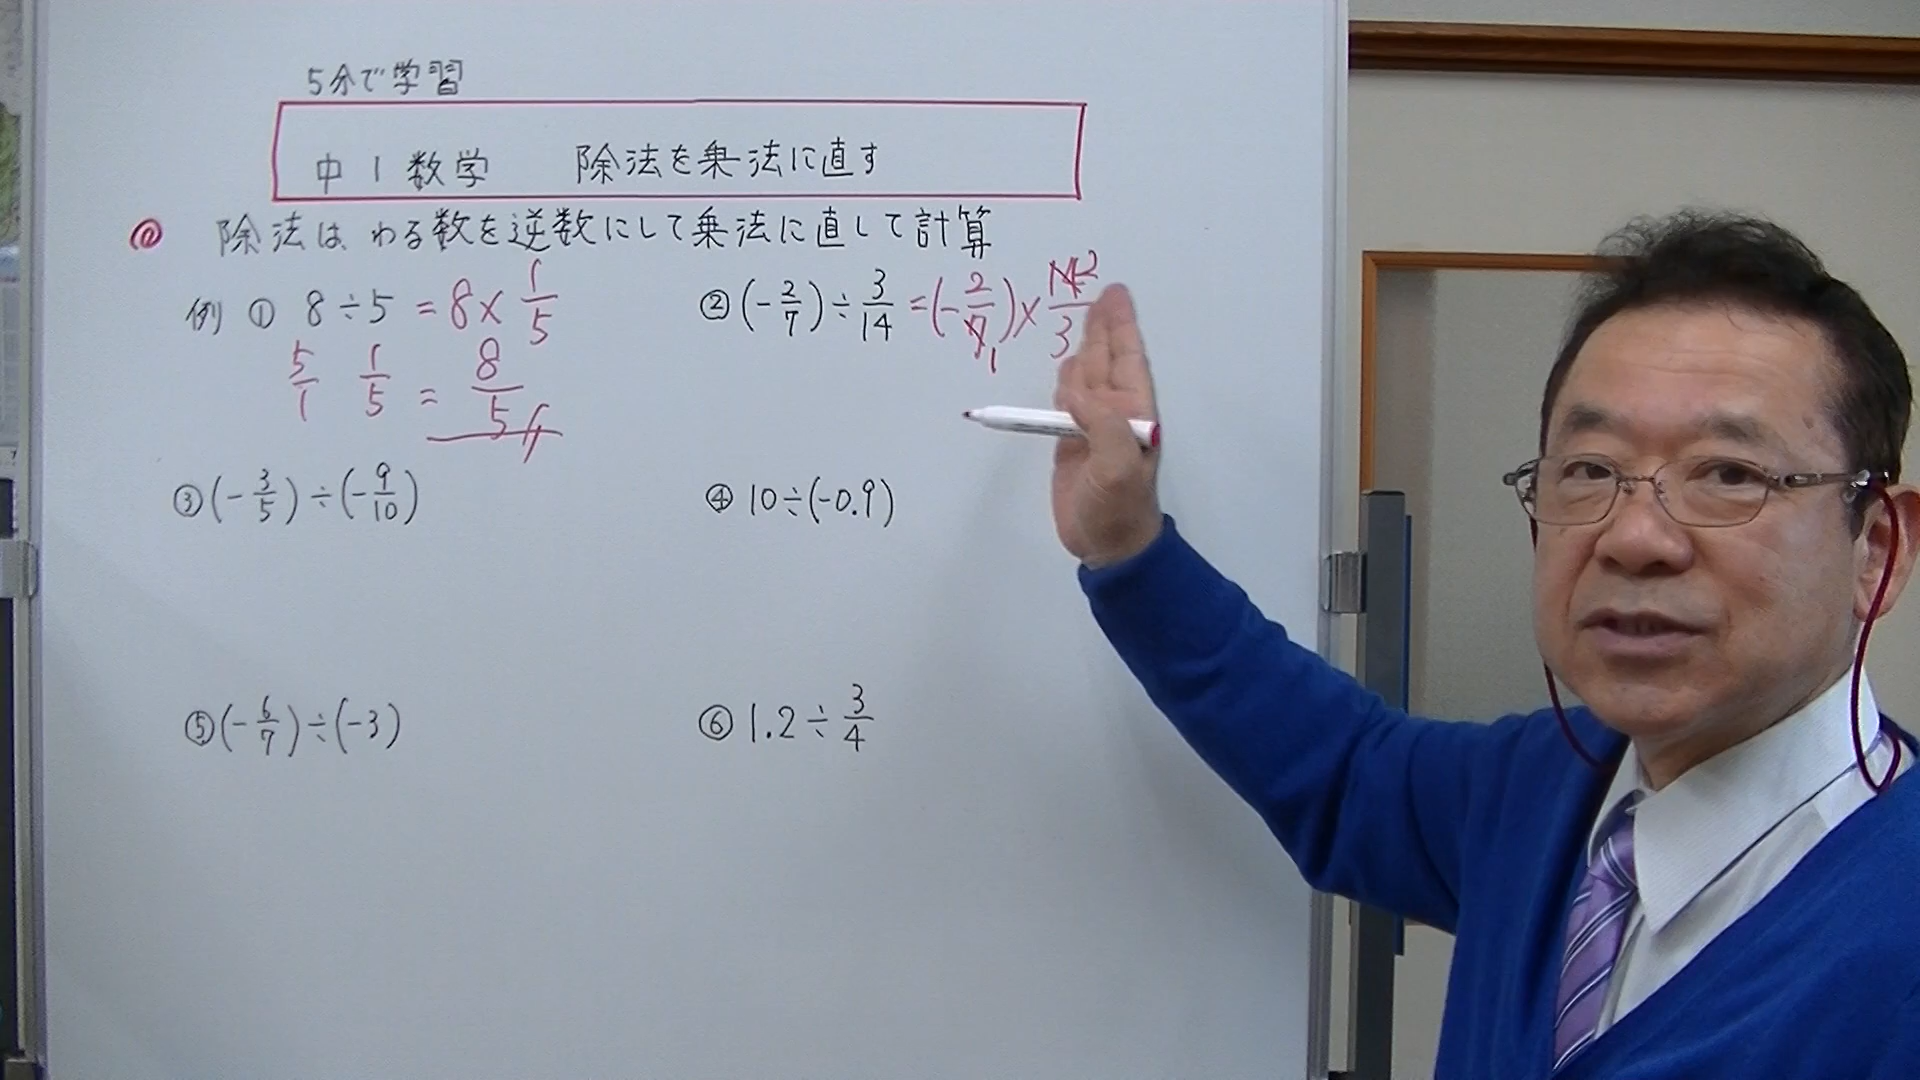 5分で学習
中1数学 除法を乗法に直す
◎ 除法は、わる数を逆数にして乗法に直して計算
例 ① 8÷5 = 8 × 1/5
5/1 1/5 = 8/5
② (-2/7) ÷ 3/14 = (-2/7) × 14/3
1 2
③ (-3/5) ÷ (-9/10)
④ 10÷(-0.9)
⑤ (-6/7) ÷ (-3)
⑥ 1.2 ÷ 3/4